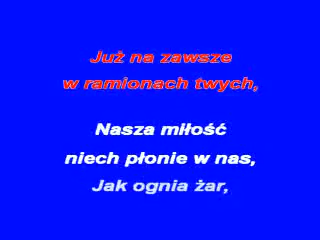 Już na zawsze
w ramionach twych,
Nasza miłość
niech płonie w nas,
Jak ognia żar,